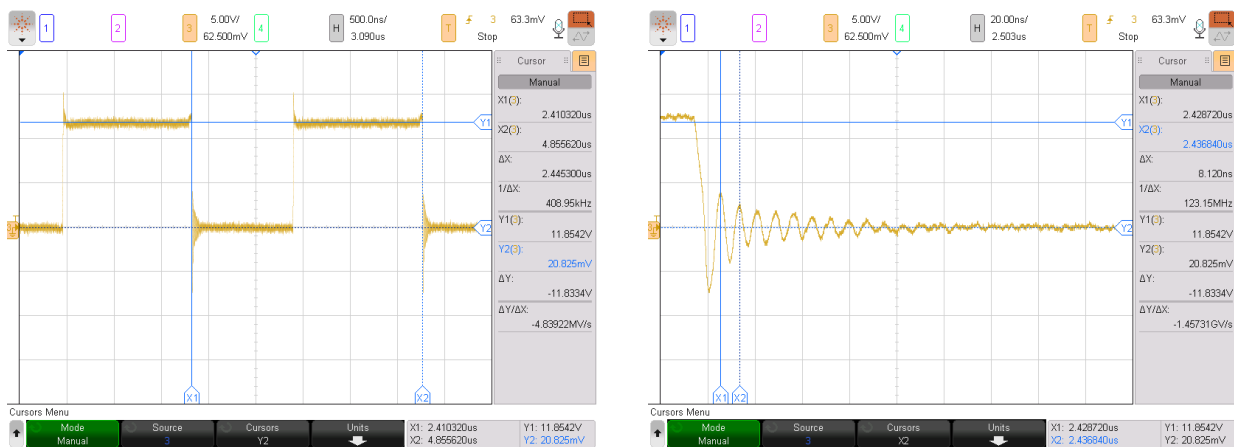 1 2 3 5.00V/ 62.500mV 4 H 500.0ns/ 3.090us T 3 63.3mV Stop
Cursor
Manual
X1(3):
2.410320us
X2(3):
4.855620us
ΔX:
2.445300us
1/ΔX:
408.95kHz
Y1(3):
11.8542V
Y2(3):
20.825mV
ΔY:
-11.8334V
ΔY/ΔX:
-4.83922MV/s
Y1
Y2
X1 X2
Cursors Menu
Mode Manual
Source 3
Cursors Y2
Units
X1: 2.410320us
X2: 4.855620us
Y1: 11.8542V
Y2: 20.825mV
1 2 3 5.00V/ 62.500mV 4 H 20.00ns/ 2.503us T 3 63.3mV Stop
Cursor
Manual
X1(3):
2.428720us
X2(3):
2.436840us
ΔX:
8.120ns
1/ΔX:
123.15MHz
Y1(3):
11.8542V
Y2(3):
20.825mV
ΔY:
-11.8334V
ΔY/ΔX:
-1.45731GV/s
Y1
Y2
X1 X2
Cursors Menu
Mode Manual
Source 3
Cursors X2
Units
X1: 2.428720us
X2: 2.436840us
Y1: 11.8542V
Y2: 20.825mV